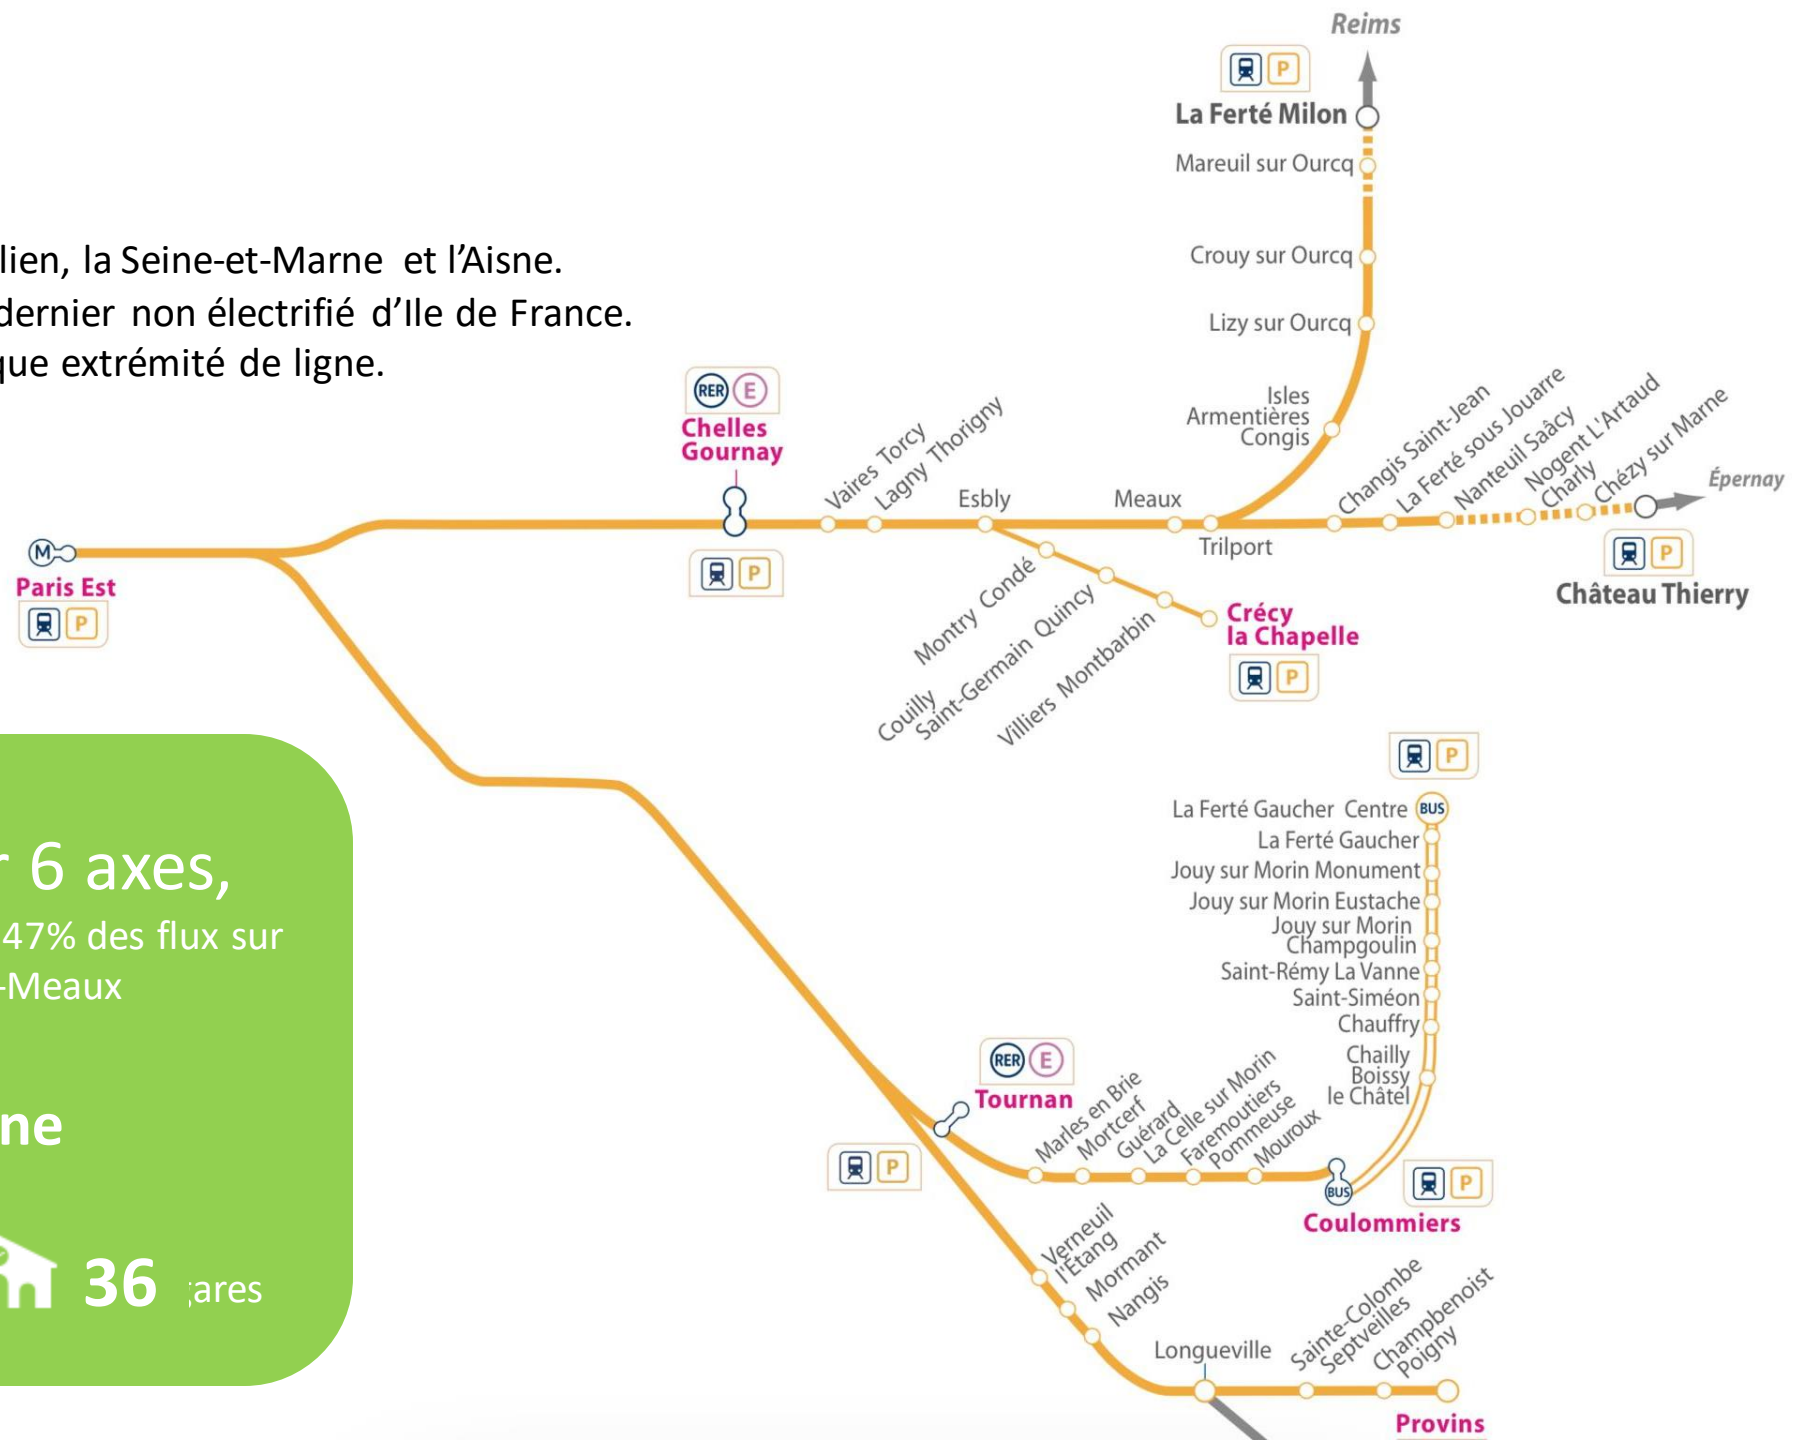 Reims
P
La Ferté Milon
Mareuil sur Ourcq
lien, la Seine-et-Marne et l'Aisne.
dernier non électrifié d'Ile de France.
que extrémité de ligne.
Crouy sur Ourcq
Lizy sur Ourcq
Isles
Armentières
Congis
RER E
Chelles
Gournay
Vaires Torcy
Lagny Thorigny
Esbly
Meaux
Trilport
Changis Saint-Jean
La Ferté sous Jouarre
Nanteuil Saâcy
Nogent L'Artaud
Charly
Chézy sur Marne
Épernay
P
Château Thierry
M
Paris Est
P
P
Montry Condé
Couilly
Saint-Germain Quincy
Villiers Montbarbin
Crécy
la Chapelle
P
r 6 axes,
47% des flux sur
-Meaux
ne
36 gares
P
La Ferté Gaucher Centre BUS
La Ferté Gaucher
Jouy sur Morin Monument
Jouy sur Morin Eustache
Jouy sur Morin
Champgoulin
Saint-Rémy La Vanne
Saint-Siméon
Chauffry
Chailly
Boissy
le Châtel
RER E
Tournan
P
Marles en Brie
Mortcerf
Guérard
La Celle sur Morin
Faremoutiers
Pommeuse
Mouroux
BUS
P
Coulommiers
Verneuil
l'Étang
Mormant
Nangis
Longueville
Sainte-Colombe
Septveilles
Champbenoist
Poigny
Provins